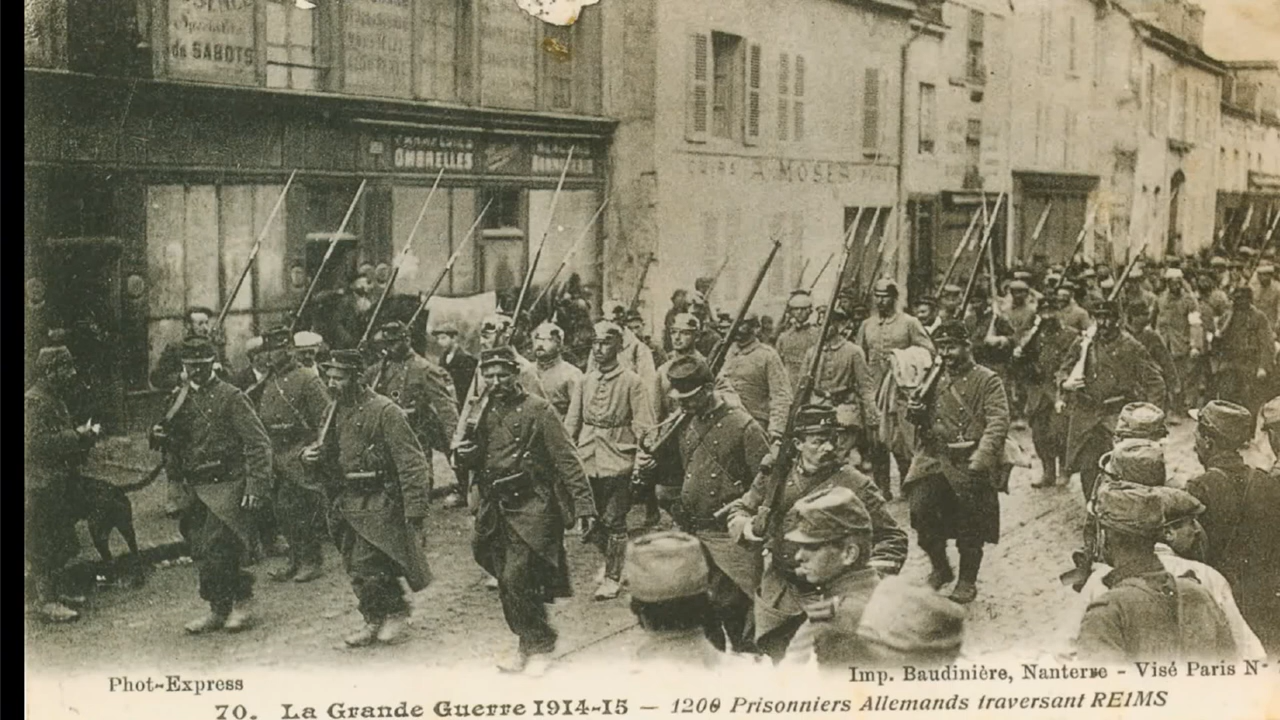 de SABOTS
OMBRELLES
A. MOSER
Phot-Express
Imp. Baudinière, Nanterre - Visé Paris N°
70. La Grande Guerre 1914-15 — 1200 Prisonniers Allemands traversant REIMS